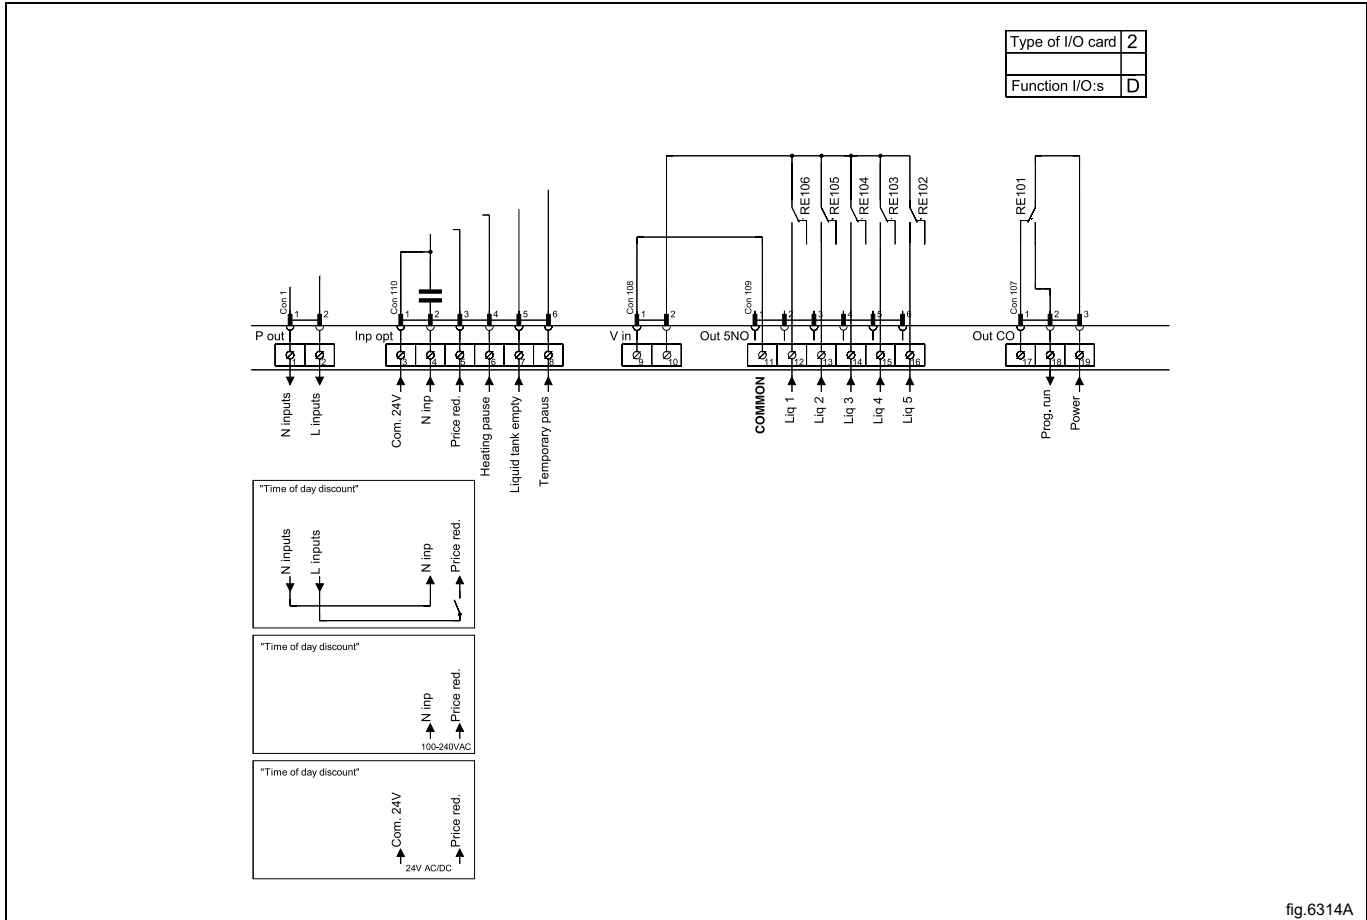 Type of I/O card 2
Function I/O:s D
RE106
RE105
RE104
RE103
RE102
RE101
Con 1
1
2
Con 110
1
2
3
4
5
6
Con 108
1
2
Con 109
1
2
3
4
5
6
Con 107
1
2
3
P out
Inp opt
V in
Out 5NO
Out CO
1
2
3
4
5
6
7
8
9
10
11
12
13
14
15
16
17
18
19
N inputs
L inputs
Com. 24V
N inp
Price red.
Heating pause
Liquid tank empty
Temporary paus
COMMON
Liq 1
Liq 2
Liq 3
Liq 4
Liq 5
Prog. run
Power
"Time of day discount"
N inputs
L inputs
N inp
Price red.
"Time of day discount"
N inp
Price red.
100-240VAC
"Time of day discount"
Com. 24V
Price red.
24V AC/DC
fig.6314A